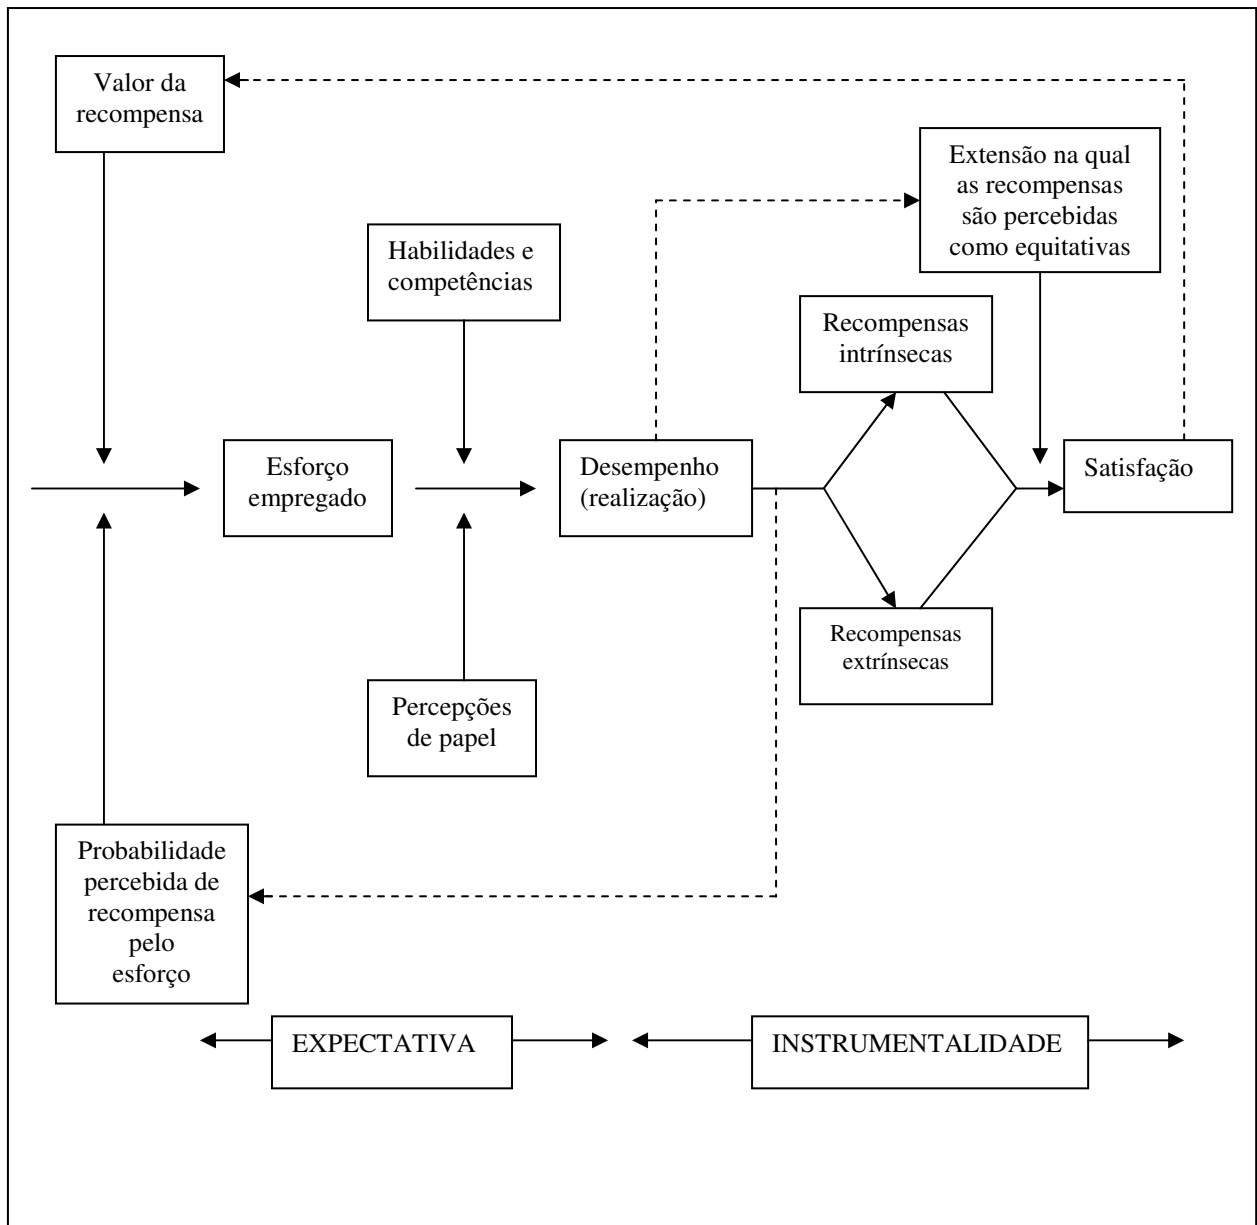 Valor da
recompensa
Extensão na qual
as recompensas
são percebidas
como equitativas
Habilidades e
competências
Recompensas
intrínsecas
Esforço
empregado
Desempenho
(realização)
Satisfação
Recompensas
extrínsecas
Percepções
de papel
Probabilidade
percebida de
recompensa
pelo
esforço
EXPECTATIVA
INSTRUMENTALIDADE